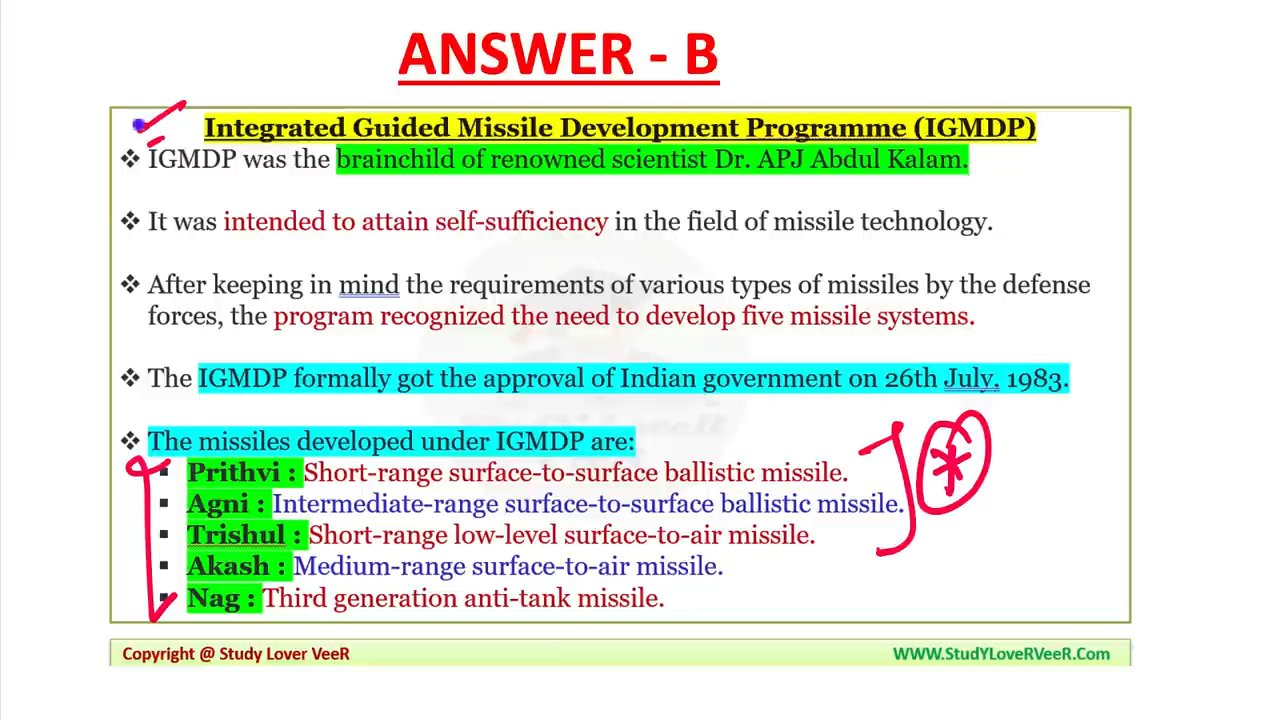 ANSWER - B
Integrated Guided Missile Development Programme (IGMDP)
❖ IGMDP was the brainchild of renowned scientist Dr. APJ Abdul Kalam.
❖ It was intended to attain self-sufficiency in the field of missile technology.
❖ After keeping in mind the requirements of various types of missiles by the defense
forces, the program recognized the need to develop five missile systems.
❖ The IGMDP formally got the approval of Indian government on 26th July, 1983.
❖ The missiles developed under IGMDP are:
▪ Prithvi : Short-range surface-to-surface ballistic missile.
▪ Agni : Intermediate-range surface-to-surface ballistic missile.
▪ Trishul : Short-range low-level surface-to-air missile.
▪ Akash : Medium-range surface-to-air missile.
▪ Nag : Third generation anti-tank missile.
Copyright @ Study Lover VeeR
WWW.StudYLoveRVeeR.Com